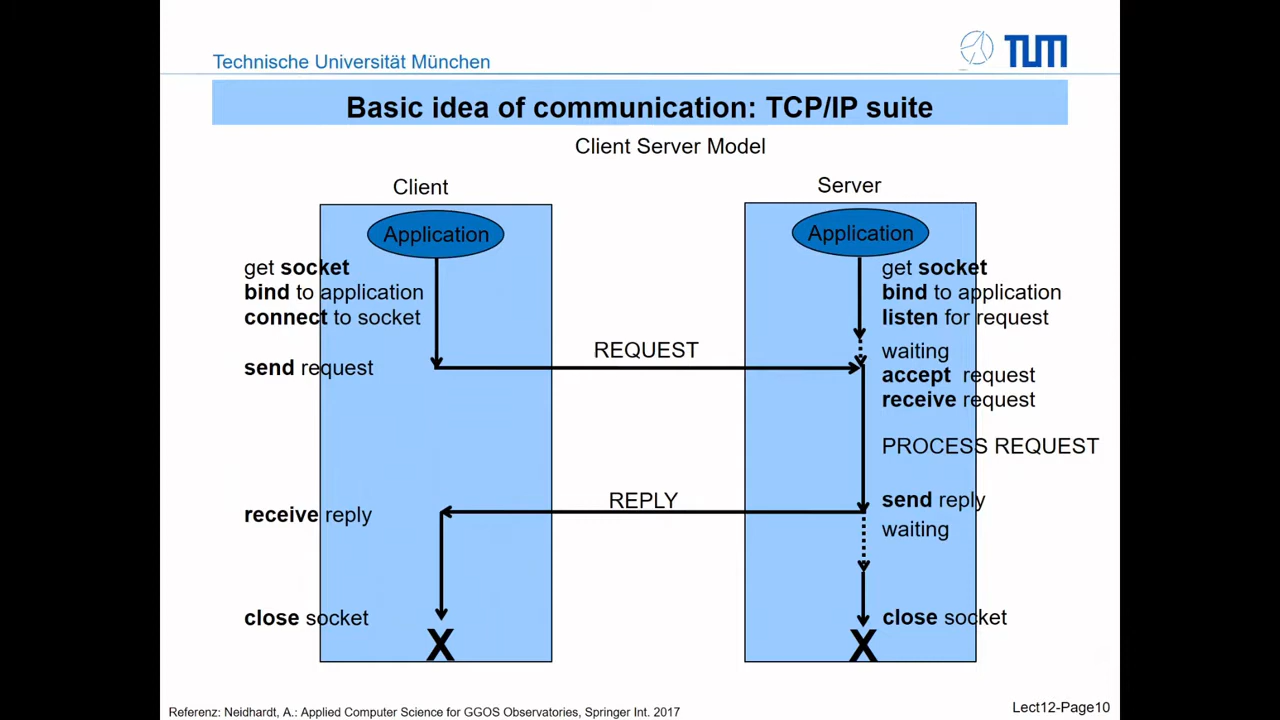 Technische Universität München
TUM
Basic idea of communication: TCP/IP suite
Client Server Model
Client
Application
get socket
bind to application
connect to socket
send request
receive reply
close socket
X
REQUEST
REPLY
Server
Application
get socket
bind to application
listen for request
waiting
accept request
receive request
PROCESS REQUEST
send reply
waiting
close socket
X
Referenz: Neidhardt, A.: Applied Computer Science for GGOS Observatories, Springer Int. 2017
Lect12-Page10